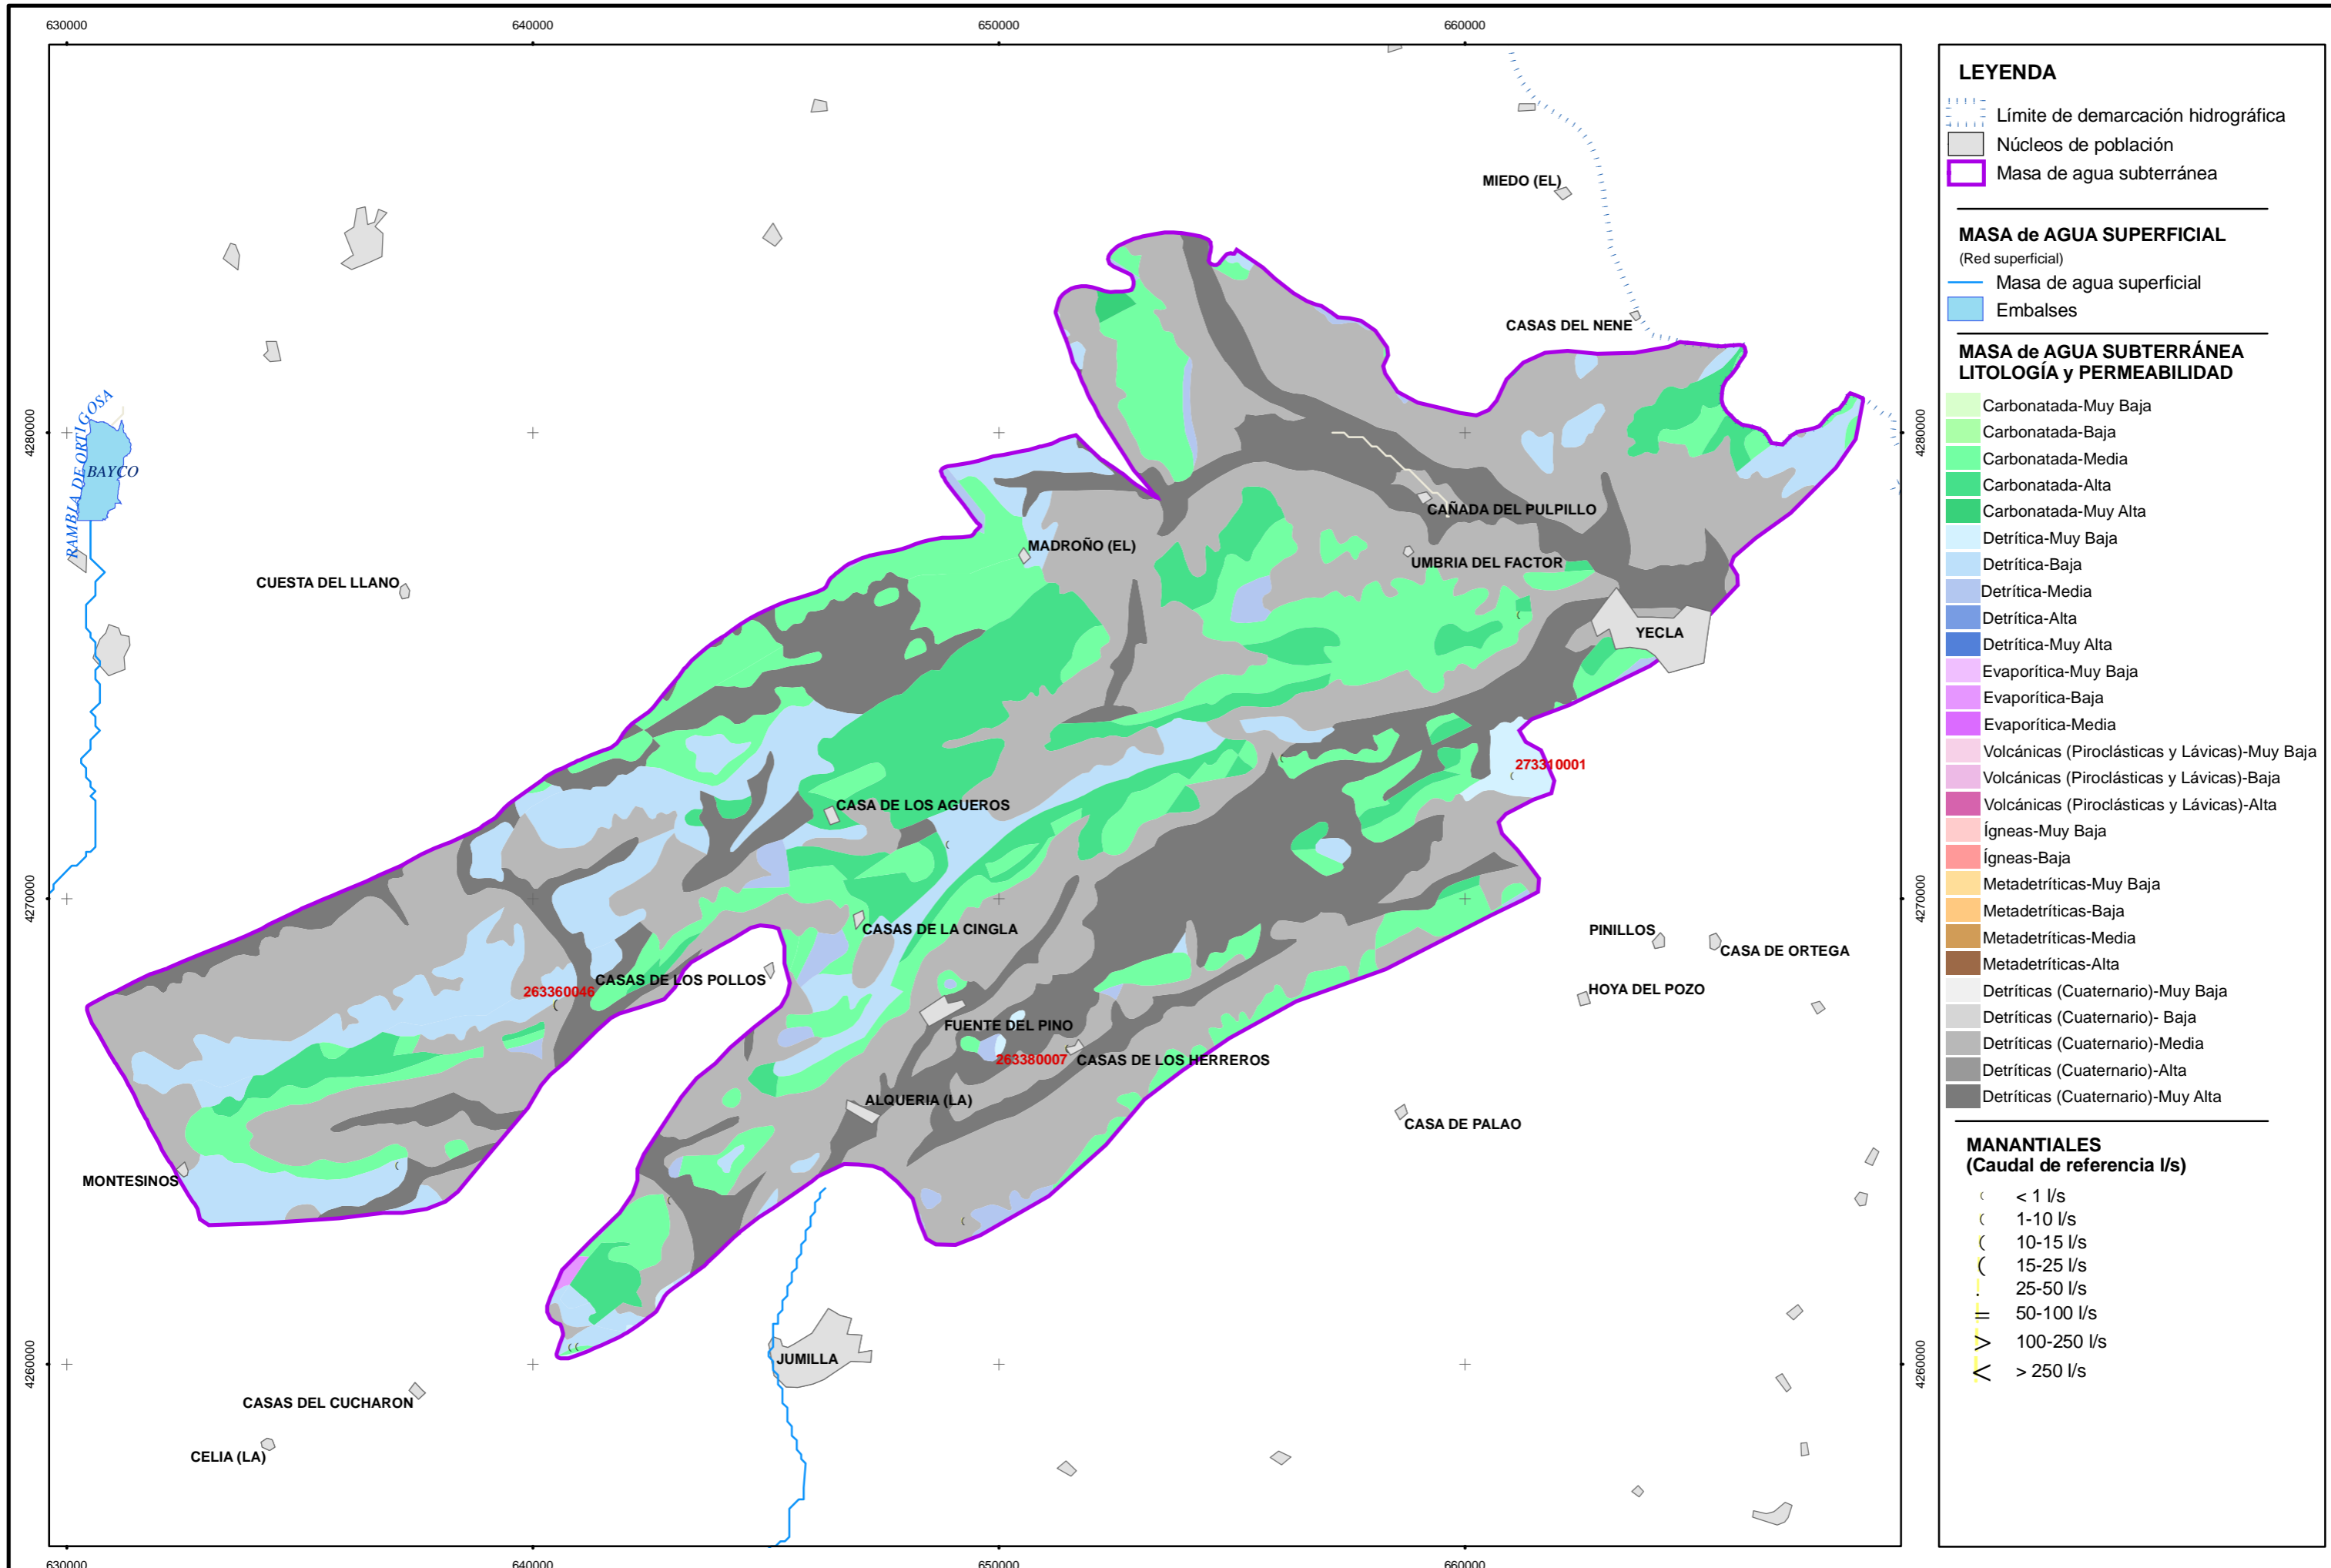 630000
640000
650000
660000
4280000
4270000
4260000
4280000
4270000
4260000
630000
640000
650000
660000
MIEDO (EL)
CASAS DEL NENE
RAMBLA DE ORTIGOSA
BAYCO
CAÑADA DEL PULPILLO
MADROÑO (EL)
UMBRIA DEL FACTOR
CUESTA DEL LLANO
YECLA
273310001
CASA DE LOS AGUEROS
CASAS DE LA CINGLA
PINILLOS
CASA DE ORTEGA
CASAS DE LOS POLLOS
263360046
HOYA DEL POZO
FUENTE DEL PINO
263380007
CASAS DE LOS HERREROS
ALQUERIA (LA)
CASA DE PALAO
MONTESINOS
JUMILLA
CASAS DEL CUCHARON
CELIA (LA)
LEYENDA
Límite de demarcación hidrográfica
Núcleos de población
Masa de agua subterránea
MASA de AGUA SUPERFICIAL
(Red superficial)
Masa de agua superficial
Embalses
MASA de AGUA SUBTERRÁNEA
LITOLOGÍA y PERMEABILIDAD
Carbonatada-Muy Baja
Carbonatada-Baja
Carbonatada-Media
Carbonatada-Alta
Carbonatada-Muy Alta
Detrítica-Muy Baja
Detrítica-Baja
Detrítica-Media
Detrítica-Alta
Detrítica-Muy Alta
Evaporítica-Muy Baja
Evaporítica-Baja
Evaporítica-Media
Volcánicas (Piroclásticas y Lávicas)-Muy Baja
Volcánicas (Piroclásticas y Lávicas)-Baja
Volcánicas (Piroclásticas y Lávicas)-Alta
Ígneas-Muy Baja
Ígneas-Baja
Metadetríticas-Muy Baja
Metadetríticas-Baja
Metadetríticas-Media
Metadetríticas-Alta
Detríticas (Cuaternario)-Muy Baja
Detríticas (Cuaternario)- Baja
Detríticas (Cuaternario)-Media
Detríticas (Cuaternario)-Alta
Detríticas (Cuaternario)-Muy Alta
MANANTIALES
(Caudal de referencia l/s)
< 1 l/s
1-10 l/s
10-15 l/s
15-25 l/s
25-50 l/s
50-100 l/s
100-250 l/s
> 250 l/s